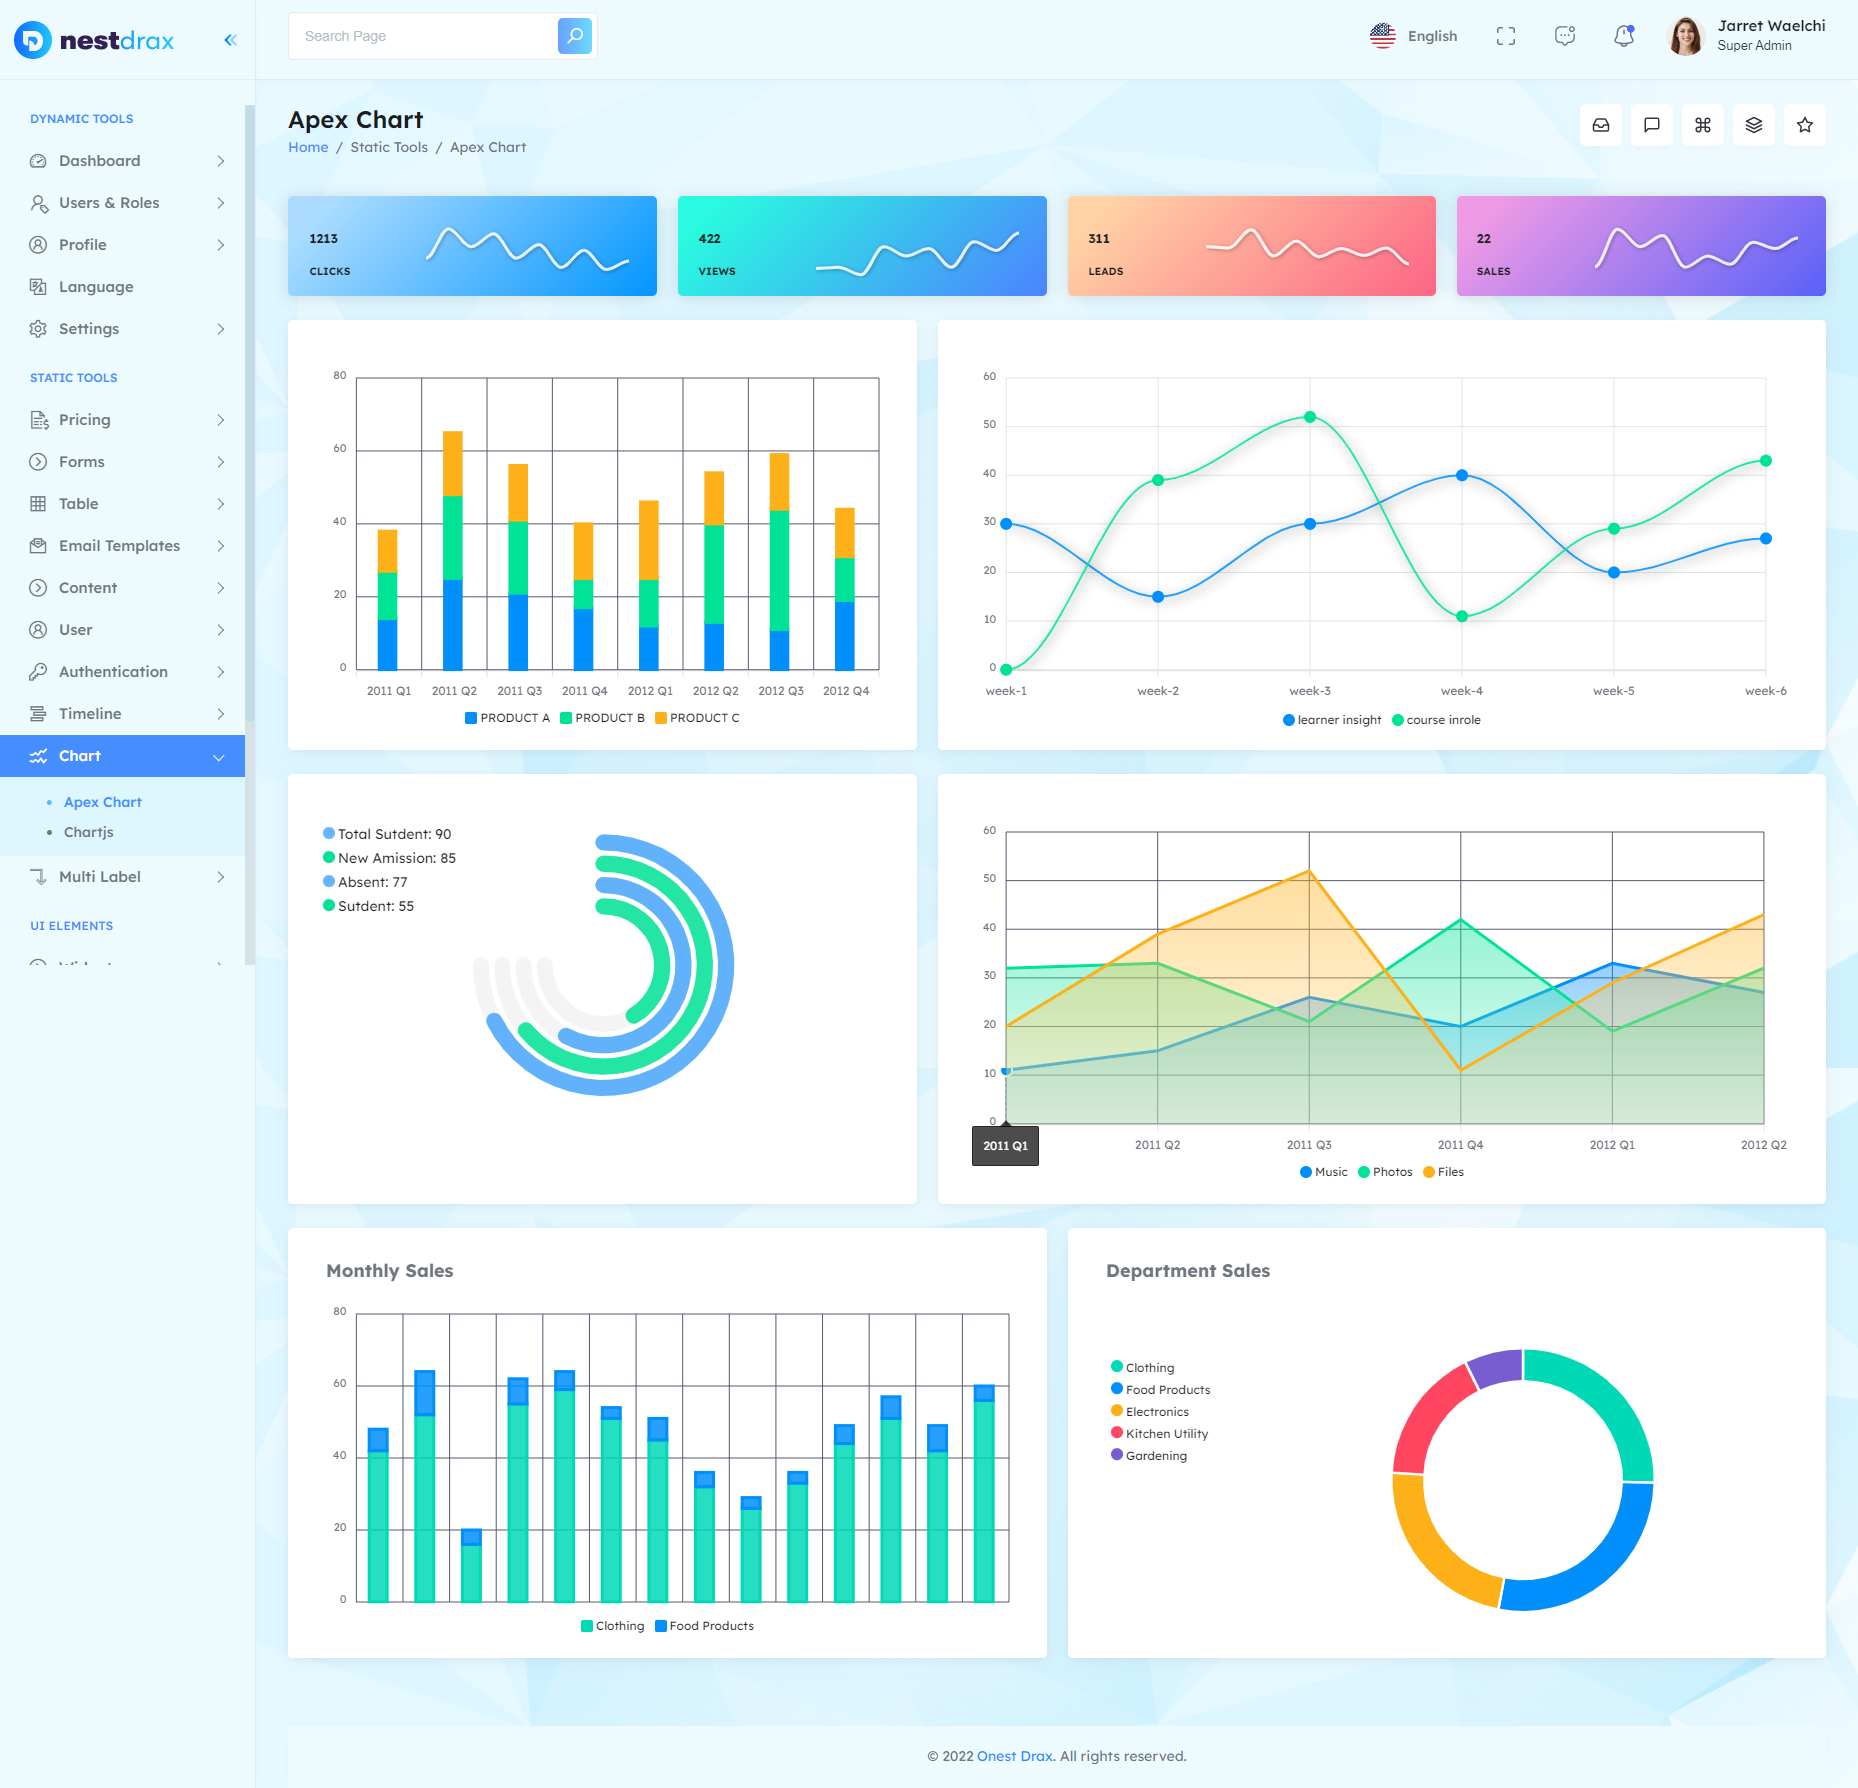 nestdrax
Search Page
English
Jarret Waelchi
Super Admin
DYNAMIC TOOLS
Dashboard
Users & Roles
Profile
Language
Settings
STATIC TOOLS
Pricing
Forms
Table
Email Templates
Content
User
Authentication
Timeline
Chart
Apex Chart
Chartjs
Multi Label
UI ELEMENTS
Apex Chart
Home / Static Tools / Apex Chart
1213
CLICKS
422
VIEWS
311
LEADS
22
SALES
80
60
40
20
0
2011 Q1 2011 Q2 2011 Q3 2011 Q4 2012 Q1 2012 Q2 2012 Q3 2012 Q4
PRODUCT A PRODUCT B PRODUCT C
60
50
40
30
20
10
0
week-1 week-2 week-3 week-4 week-5 week-6
learner insight course inrole
Total Sutdent: 90
New Amission: 85
Absent: 77
Sutdent: 55
60
50
40
30
20
10
0
2011 Q1 2011 Q2 2011 Q3 2011 Q4 2012 Q1 2012 Q2
Music Photos Files
Monthly Sales
80
60
40
20
0
Clothing Food Products
Department Sales
Clothing
Food Products
Electronics
Kitchen Utility
Gardening
© 2022 Onest Drax. All rights reserved.